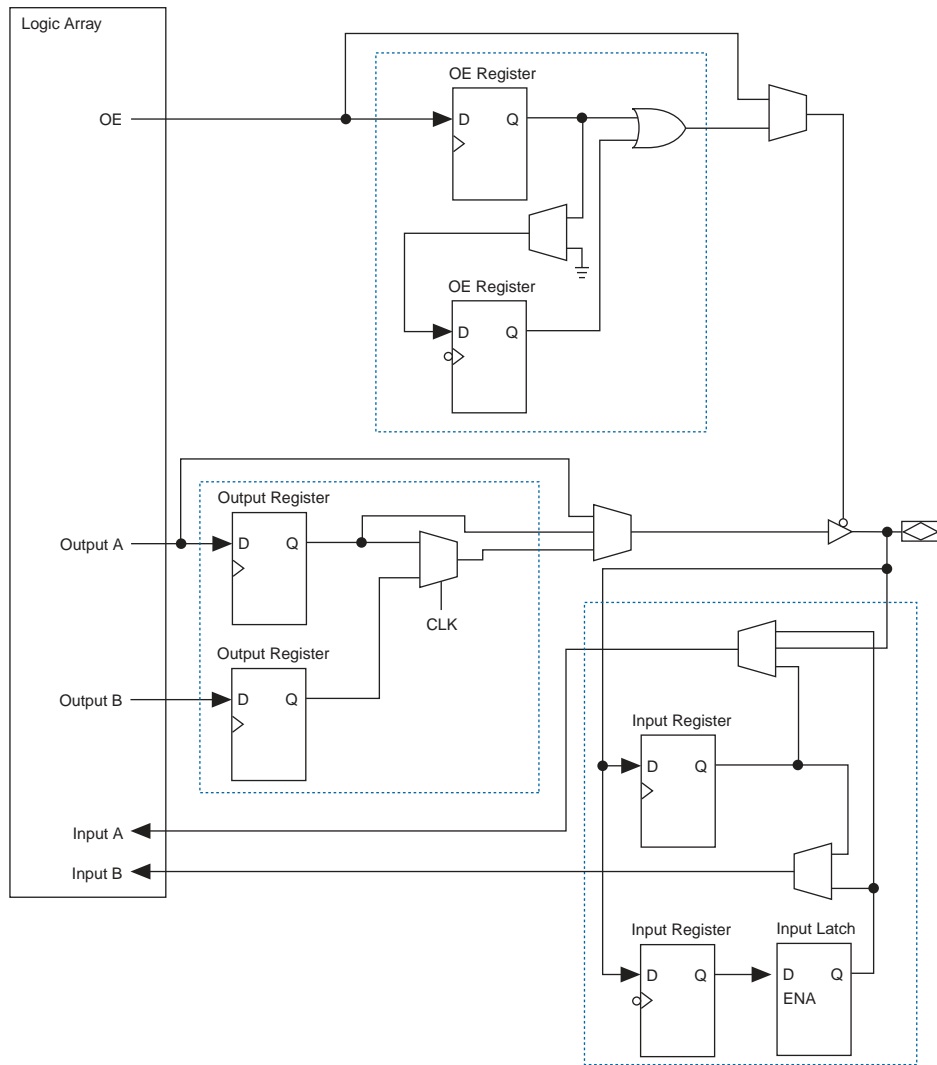 Logic Array
OE Register
OE
D Q
OE Register
D Q
Output Register
Output A
D Q
CLK
Output Register
Output B
D Q
Input Register
D Q
Input A
Input B
Input Register
Input Latch
D Q
D Q
ENA